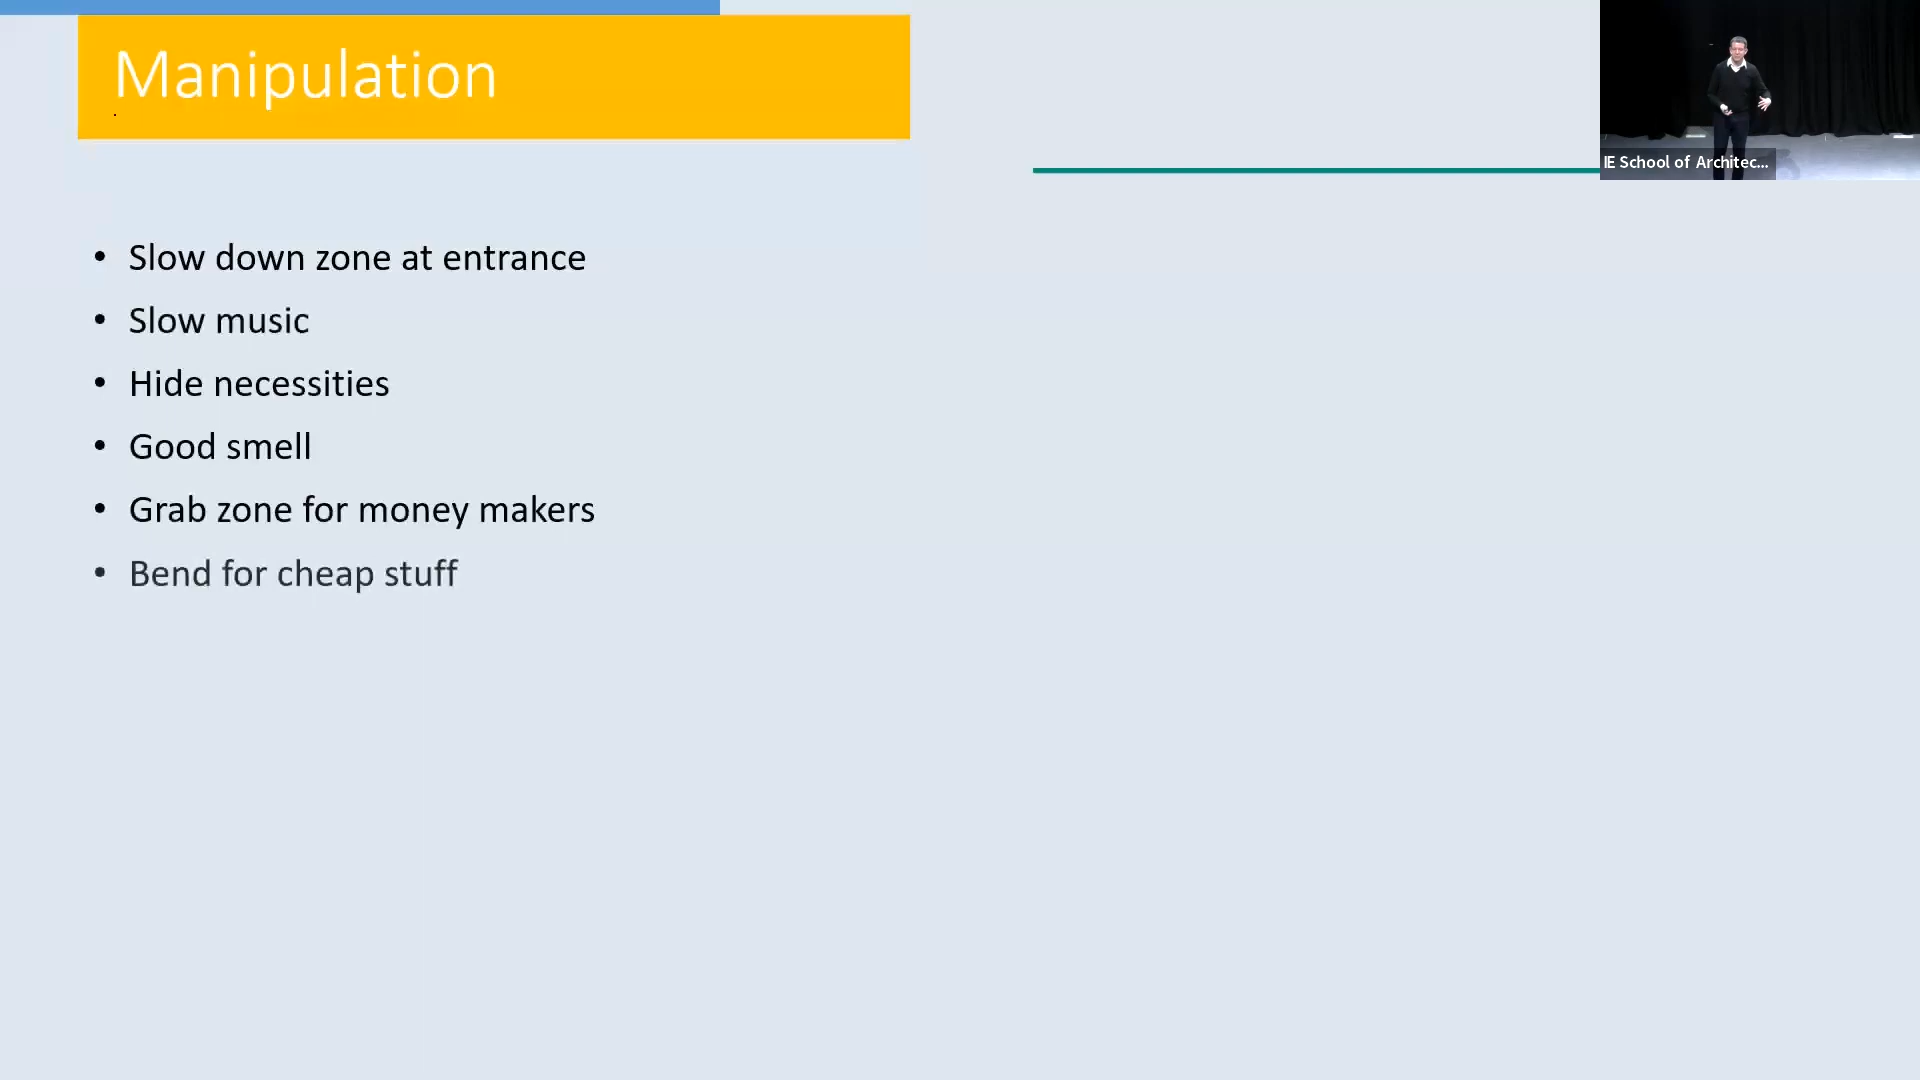 Manipulation
.
• Slow down zone at entrance
• Slow music
• Hide necessities
• Good smell
• Grab zone for money makers
• Bend for cheap stuff
IE School of Architec...